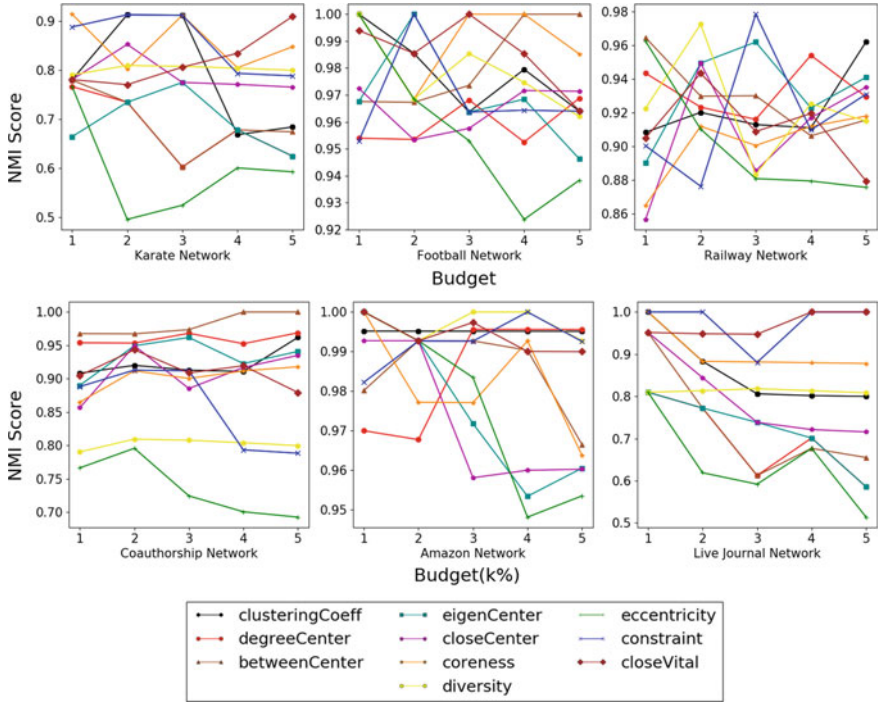 NMI Score
0.9
0.8
0.7
0.6
0.5
1 2 3 4 5
Karate Network
1.00
0.99
0.98
0.97
0.96
0.95
0.94
0.93
0.92
1 2 3 4 5
Football Network
0.98
0.96
0.94
0.92
0.90
0.88
0.86
1 2 3 4 5
Railway Network
Budget
NMI Score
1.00
0.95
0.90
0.85
0.80
0.75
0.70
1 2 3 4 5
Coauthorship Network
1.00
0.99
0.98
0.97
0.96
0.95
1 2 3 4 5
Amazon Network
1.0
0.9
0.8
0.7
0.6
0.5
1 2 3 4 5
Live Journal Network
Budget(k%)
clusteringCoeff
degreeCenter
betweenCenter
eigenCenter
closeCenter
coreness
diversity
eccentricity
constraint
closeVital